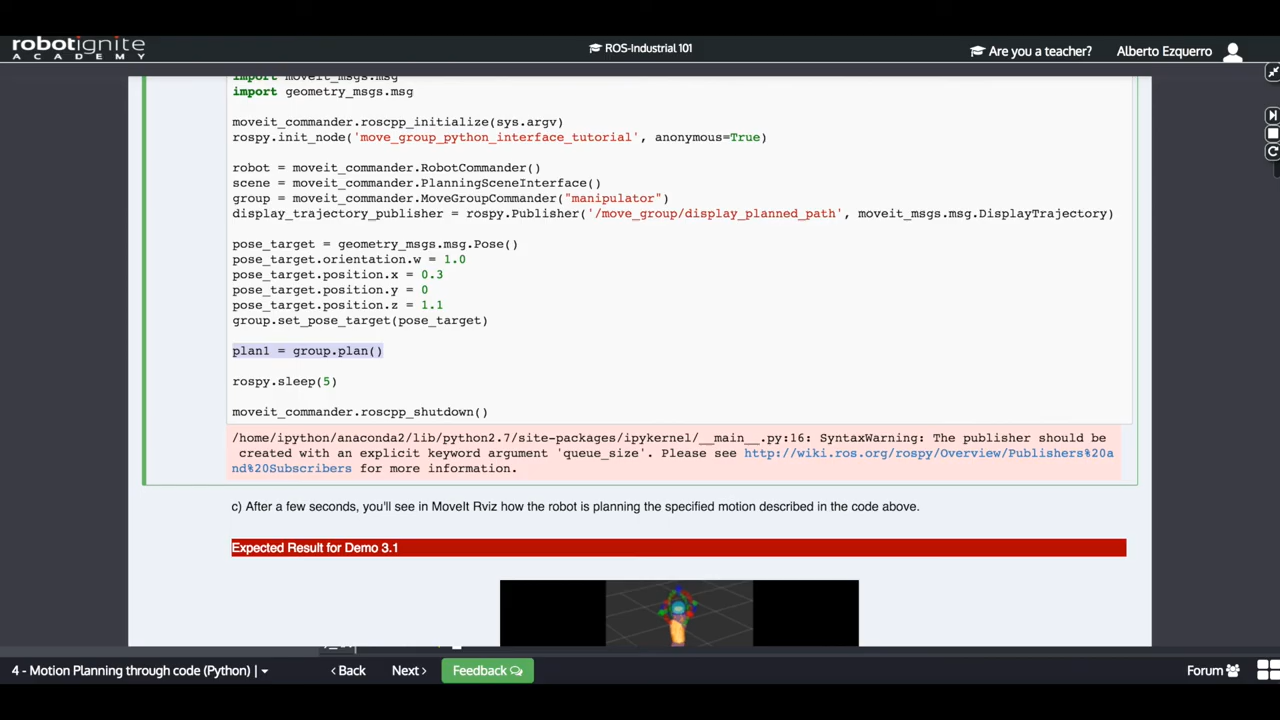 robotignite
ACADEMY
ROS-Industrial 101
Are you a teacher?
Alberto Ezquerro
import moveit_msgs.msg
import geometry_msgs.msg
moveit_commander.roscpp_initialize(sys.argv)
rospy.init_node('move_group_python_interface_tutorial', anonymous=True)
robot = moveit_commander.RobotCommander()
scene = moveit_commander.PlanningSceneInterface()
group = moveit_commander.MoveGroupCommander("manipulator")
display_trajectory_publisher = rospy.Publisher('/move_group/display_planned_path', moveit_msgs.msg.DisplayTrajectory)
pose_target = geometry_msgs.msg.Pose()
pose_target.orientation.w = 1.0
pose_target.position.x = 0.3
pose_target.position.y = 0
pose_target.position.z = 1.1
group.set_pose_target(pose_target)
plan1 = group.plan()
rospy.sleep(5)
moveit_commander.roscpp_shutdown()
/home/ipython/anaconda2/lib/python2.7/site-packages/ipykernel/__main__.py:16: SyntaxWarning: The publisher should be
created with an explicit keyword argument 'queue_size'. Please see http://wiki.ros.org/rospy/Overview/Publishers%20a
nd%20Subscribers for more information.
c) After a few seconds, you'll see in MoveIt Rviz how the robot is planning the specified motion described in the code above.
Expected Result for Demo 3.1
4 - Motion Planning through code (Python) |
Back
Next
Feedback
Forum